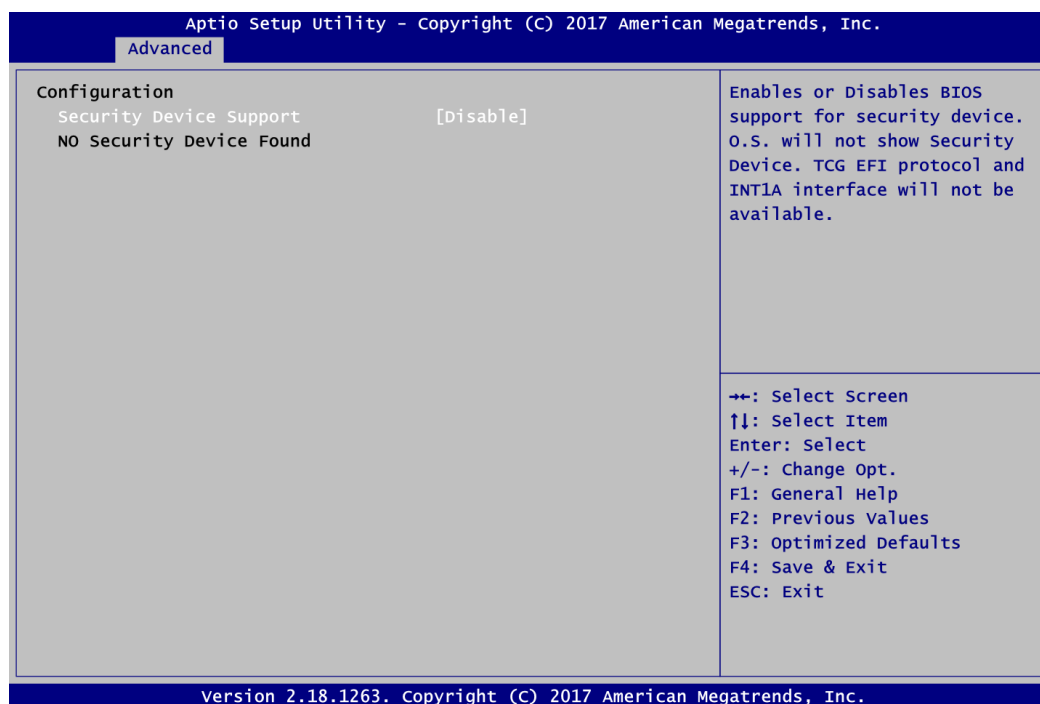 Aptio Setup Utility - Copyright (C) 2017 American Megatrends, Inc.
Advanced
Configuration
Security Device Support [Disable]
NO Security Device Found
Enables or Disables BIOS
support for security device.
O.S. will not show Security
Device. TCG EFI protocol and
INT1A interface will not be
available.
→←: Select Screen
↑↓: Select Item
Enter: Select
+/-: Change Opt.
F1: General Help
F2: Previous Values
F3: Optimized Defaults
F4: Save & Exit
ESC: Exit
Version 2.18.1263. Copyright (C) 2017 American Megatrends, Inc.